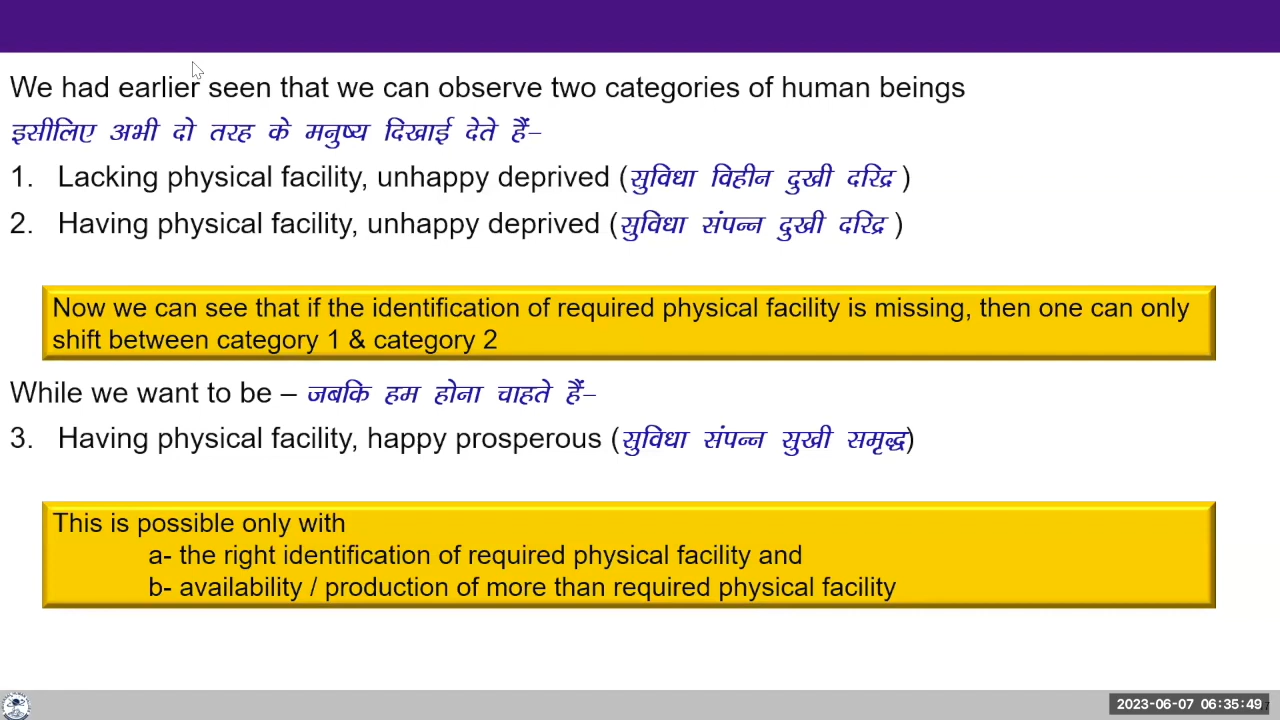 We had earlier seen that we can observe two categories of human beings
इसीलिए अभी दो तरह के मनुष्य दिखाई देते हैं–
1. Lacking physical facility, unhappy deprived (सुविधा विहीन दुखी दरिद्र )
2. Having physical facility, unhappy deprived (सुविधा संपन्न दुखी दरिद्र )
Now we can see that if the identification of required physical facility is missing, then one can only
shift between category 1 & category 2
While we want to be – जबकि हम होना चाहते हैं–
3. Having physical facility, happy prosperous (सुविधा संपन्न सुखी समृद्ध)
This is possible only with
a- the right identification of required physical facility and
b- availability / production of more than required physical facility
2023-06-07 06:35:49